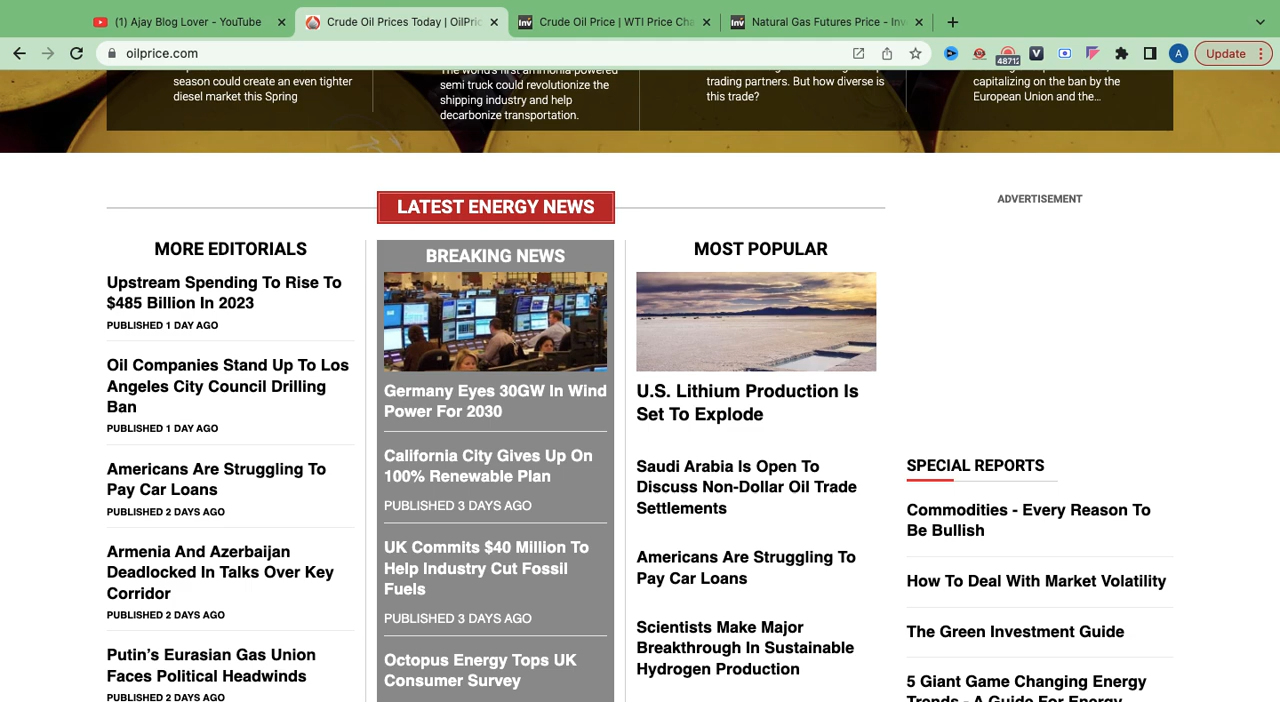 (1) Ajay Blog Lover - YouTube
Crude Oil Prices Today | OilPric
Crude Oil Price | WTI Price Cha
Natural Gas Futures Price - Inv
oilprice.com
48712
A
Update
season could create an even tighter
diesel market this Spring
The world's first ammonia-powered
semi truck could revolutionize the
shipping industry and help
decarbonize transportation.
trading partners. But how diverse is
this trade?
capitalizing on the ban by the
European Union and the...
LATEST ENERGY NEWS
ADVERTISEMENT
MORE EDITORIALS
Upstream Spending To Rise To
$485 Billion In 2023
PUBLISHED 1 DAY AGO
Oil Companies Stand Up To Los
Angeles City Council Drilling
Ban
PUBLISHED 1 DAY AGO
Americans Are Struggling To
Pay Car Loans
PUBLISHED 2 DAYS AGO
Armenia And Azerbaijan
Deadlocked In Talks Over Key
Corridor
PUBLISHED 2 DAYS AGO
Putin’s Eurasian Gas Union
Faces Political Headwinds
PUBLISHED 2 DAYS AGO
BREAKING NEWS
Germany Eyes 30GW In Wind
Power For 2030
California City Gives Up On
100% Renewable Plan
PUBLISHED 3 DAYS AGO
UK Commits $40 Million To
Help Industry Cut Fossil
Fuels
PUBLISHED 3 DAYS AGO
Octopus Energy Tops UK
Consumer Survey
MOST POPULAR
U.S. Lithium Production Is
Set To Explode
Saudi Arabia Is Open To
Discuss Non-Dollar Oil Trade
Settlements
Americans Are Struggling To
Pay Car Loans
Scientists Make Major
Breakthrough In Sustainable
Hydrogen Production
SPECIAL REPORTS
Commodities - Every Reason To
Be Bullish
How To Deal With Market Volatility
The Green Investment Guide
5 Giant Game Changing Energy
Trends - A Guide For Energy